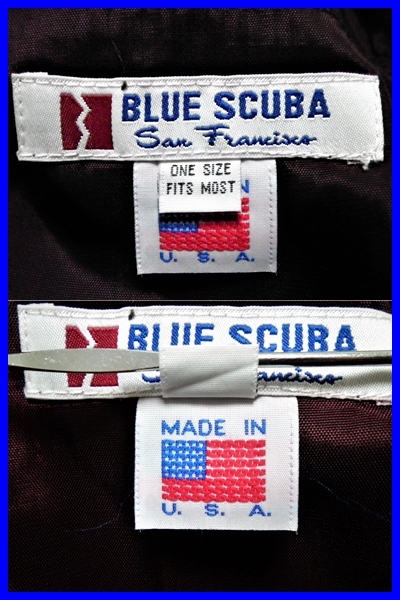 BLUE SCUBA
San Francisco
ONE SIZE
FITS MOST
U. S. A.
BLUE SCUBA
MADE IN
U. S. A.